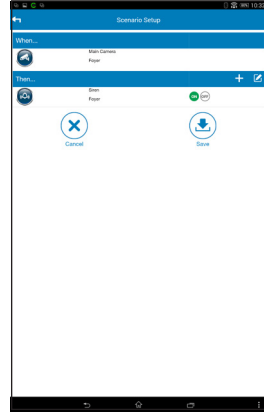 10:32
Scenario Setup
When...
Main Camera
Foyer
Then...
Siren
Foyer
ON OFF
Cancel
Save